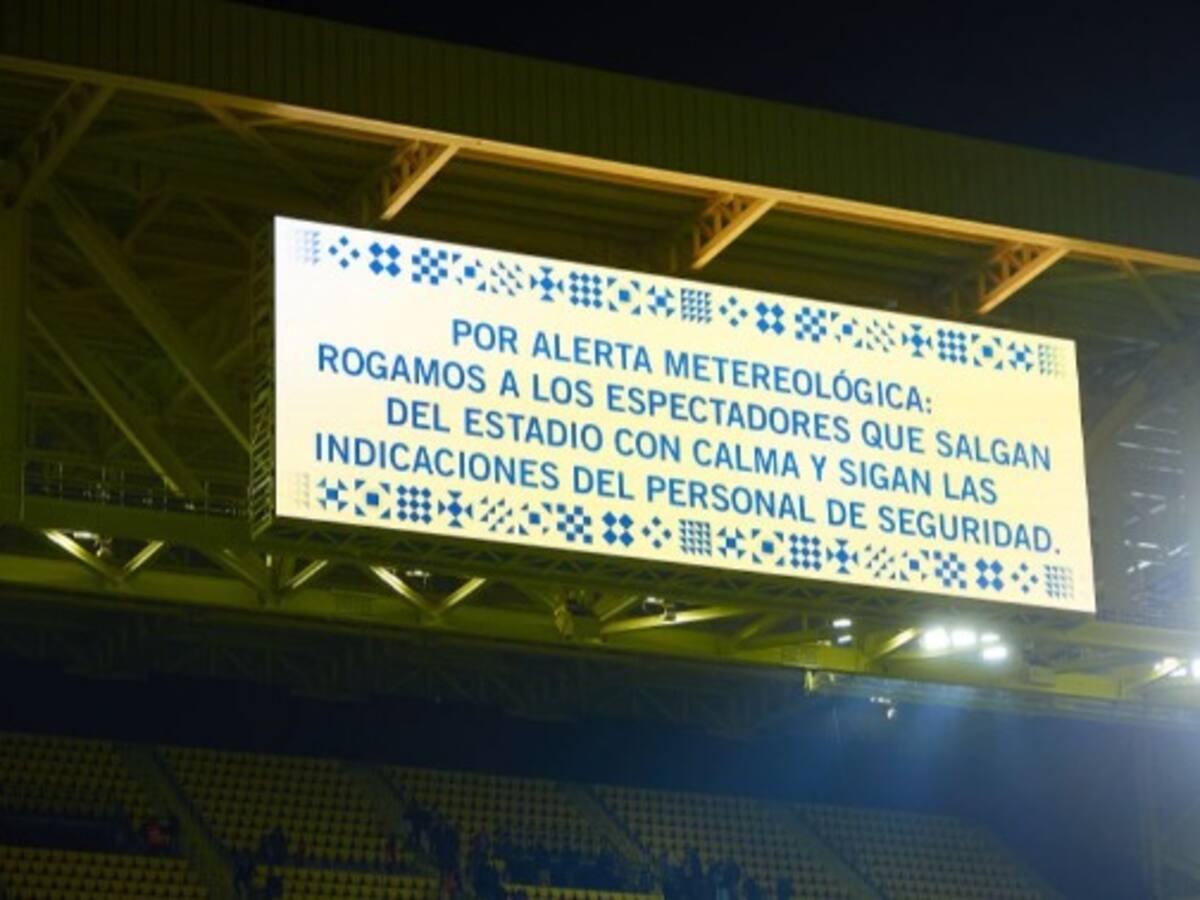 POR ALERTA METEREOLÓGICA:
ROGAMOS A LOS ESPECTADORES QUE SALGAN
DEL ESTADIO CON CALMA Y SIGAN LAS
INDICACIONES DEL PERSONAL DE SEGURIDAD.